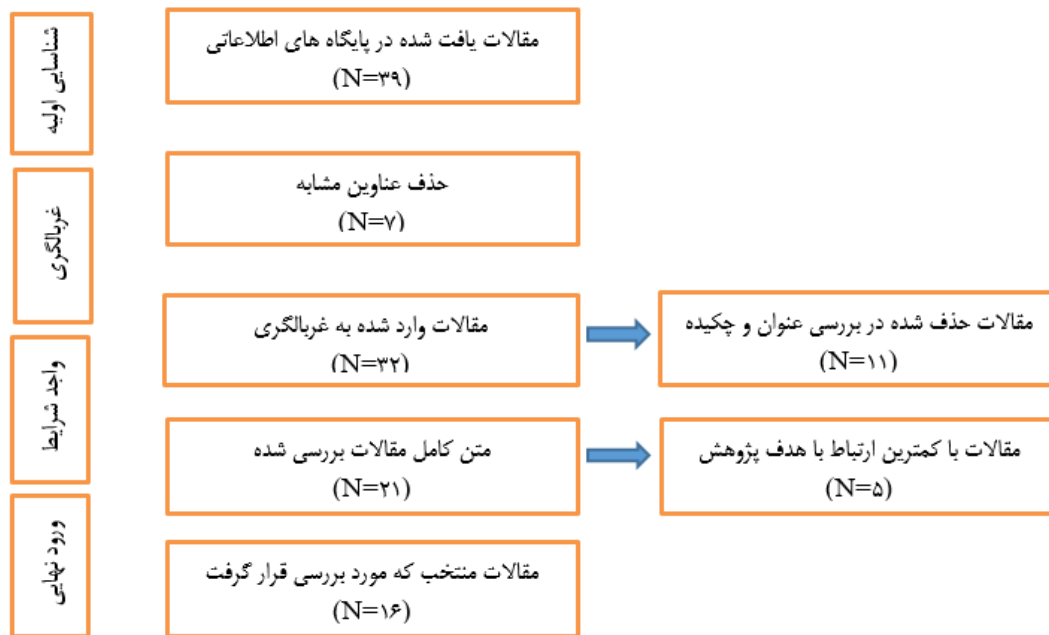 شناسایی اولیه
مقالات یافت شده در پایگاه های اطلاعاتی
(N=۳۹)
غربالگری
حذف عناوین مشابه
(N=۷)
مقالات وارد شده به غربالگری
(N=۳۲)
مقالات حذف شده در بررسی عنوان و چکیده
(N=۱۱)
واجد شرایط
متن کامل مقالات بررسی شده
(N=۲۱)
مقالات با کمترین ارتباط با هدف پژوهش
(N=۵)
ورود نهایی
مقالات منتخب که مورد بررسی قرار گرفت
(N=۱۶)